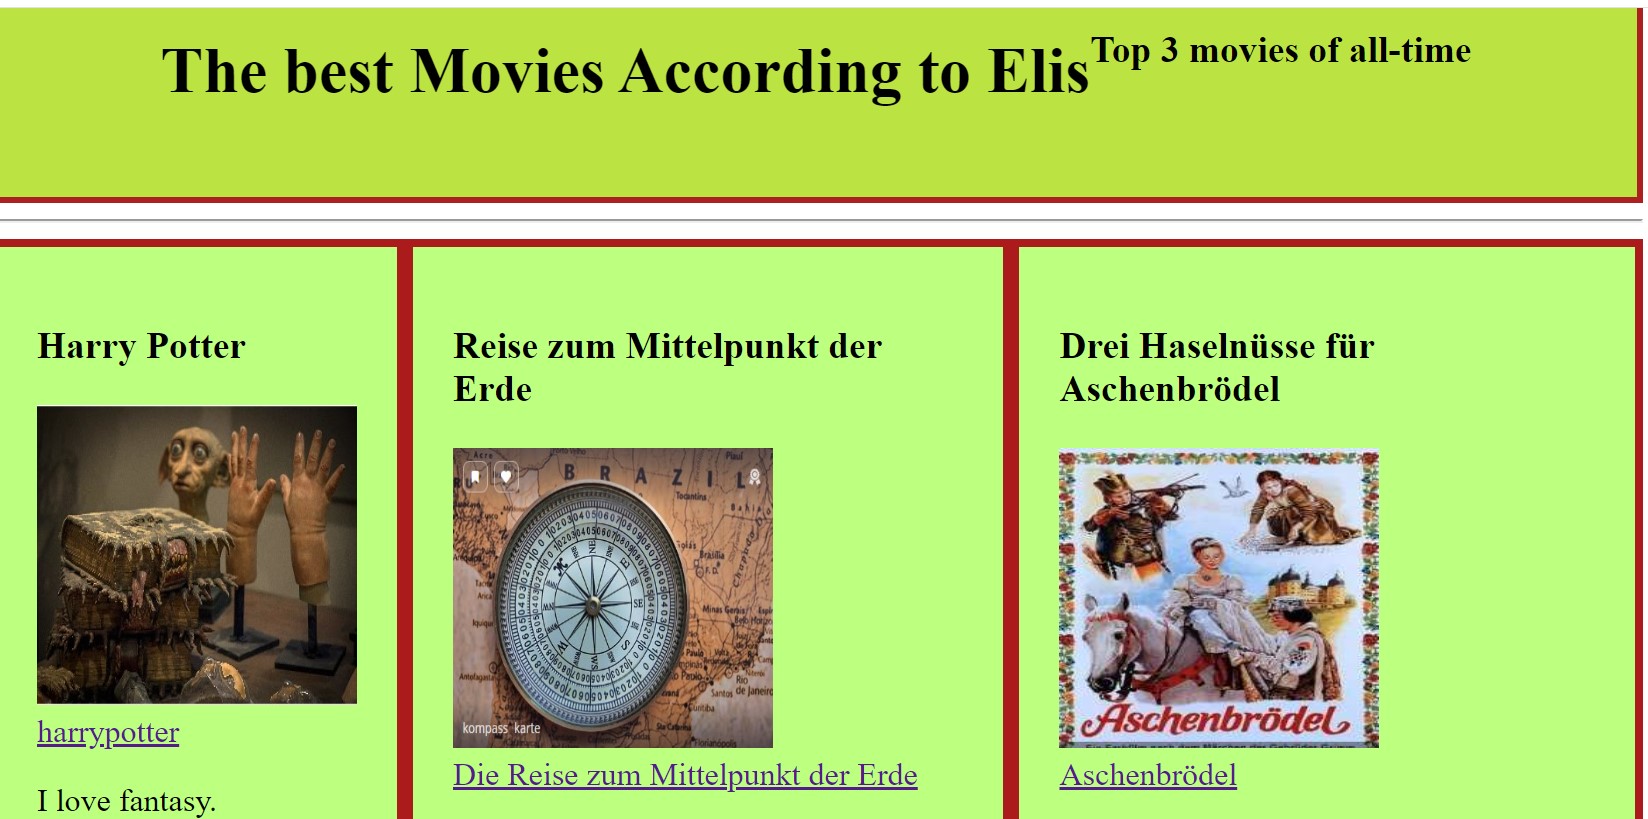 The best Movies According to Elis Top 3 movies of all-time
Harry Potter
harrypotter
I love fantasy.
Reise zum Mittelpunkt der
Erde
BRAZIL
kompass karte
Die Reise zum Mittelpunkt der Erde
Drei Haselnüsse für
Aschenbrödel
Aschenbrödel
Aschenbrödel